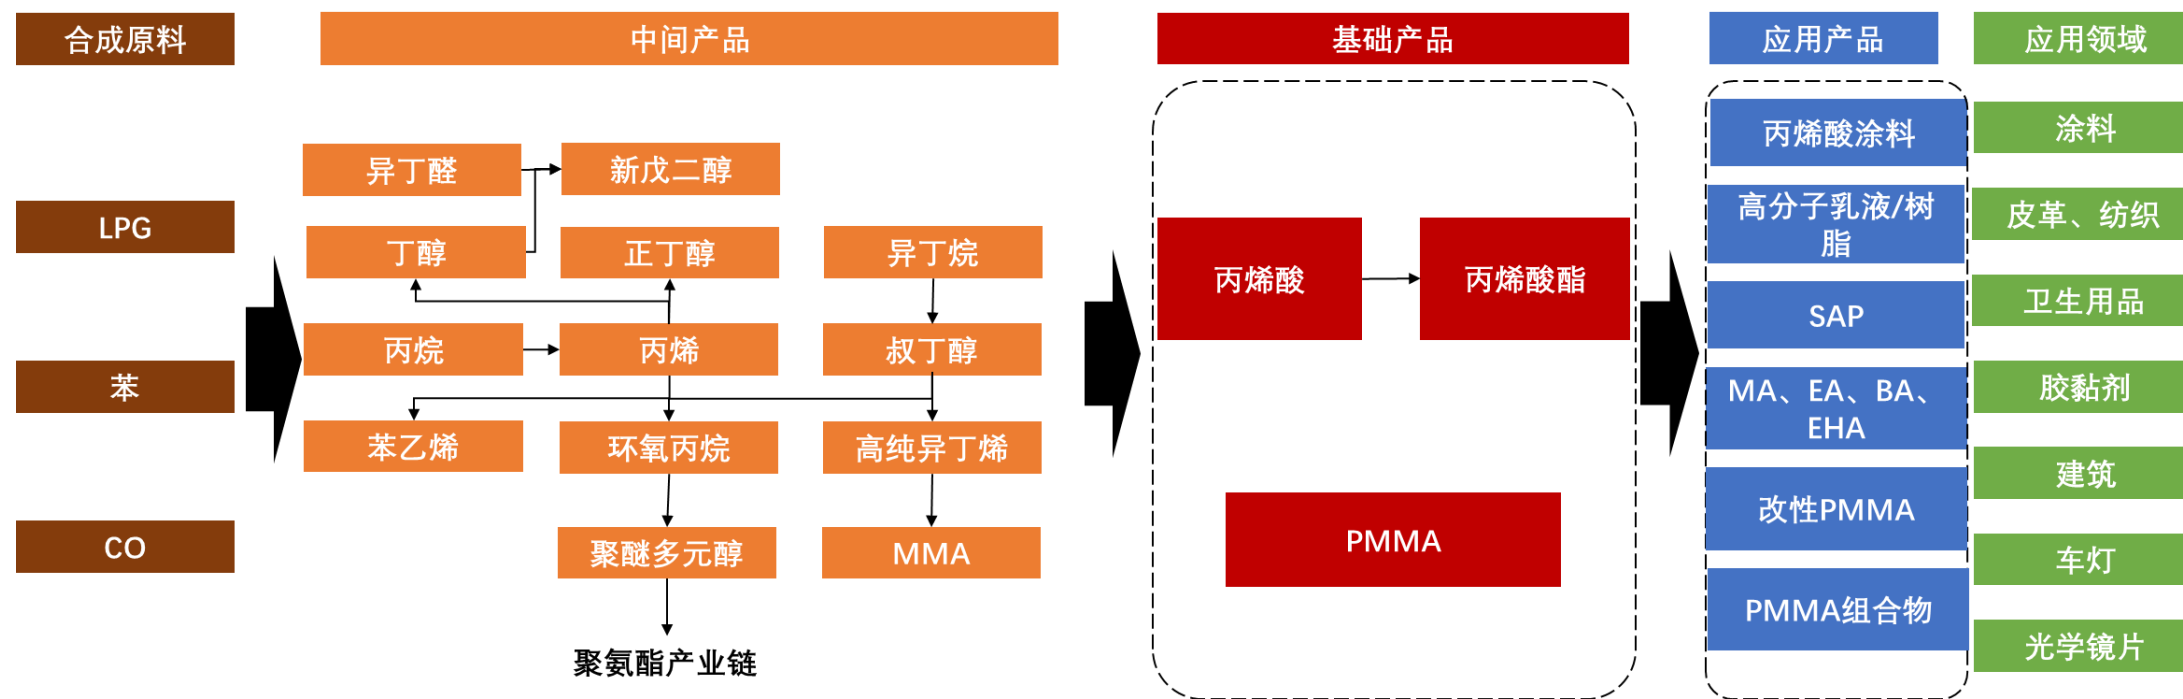 合成原料
中间产品
基础产品
应用产品
应用领域
LPG
苯
CO
异丁醛
新戊二醇
丁醇
正丁醇
异丁烷
丙烷
丙烯
叔丁醇
苯乙烯
环氧丙烷
高纯异丁烯
聚醚多元醇
MMA
聚氨酯产业链
丙烯酸
丙烯酸酯
PMMA
丙烯酸涂料
高分子乳液/树
脂
SAP
MA、EA、BA、
EHA
改性PMMA
PMMA组合物
涂料
皮革、纺织
卫生用品
胶黏剂
建筑
车灯
光学镜片